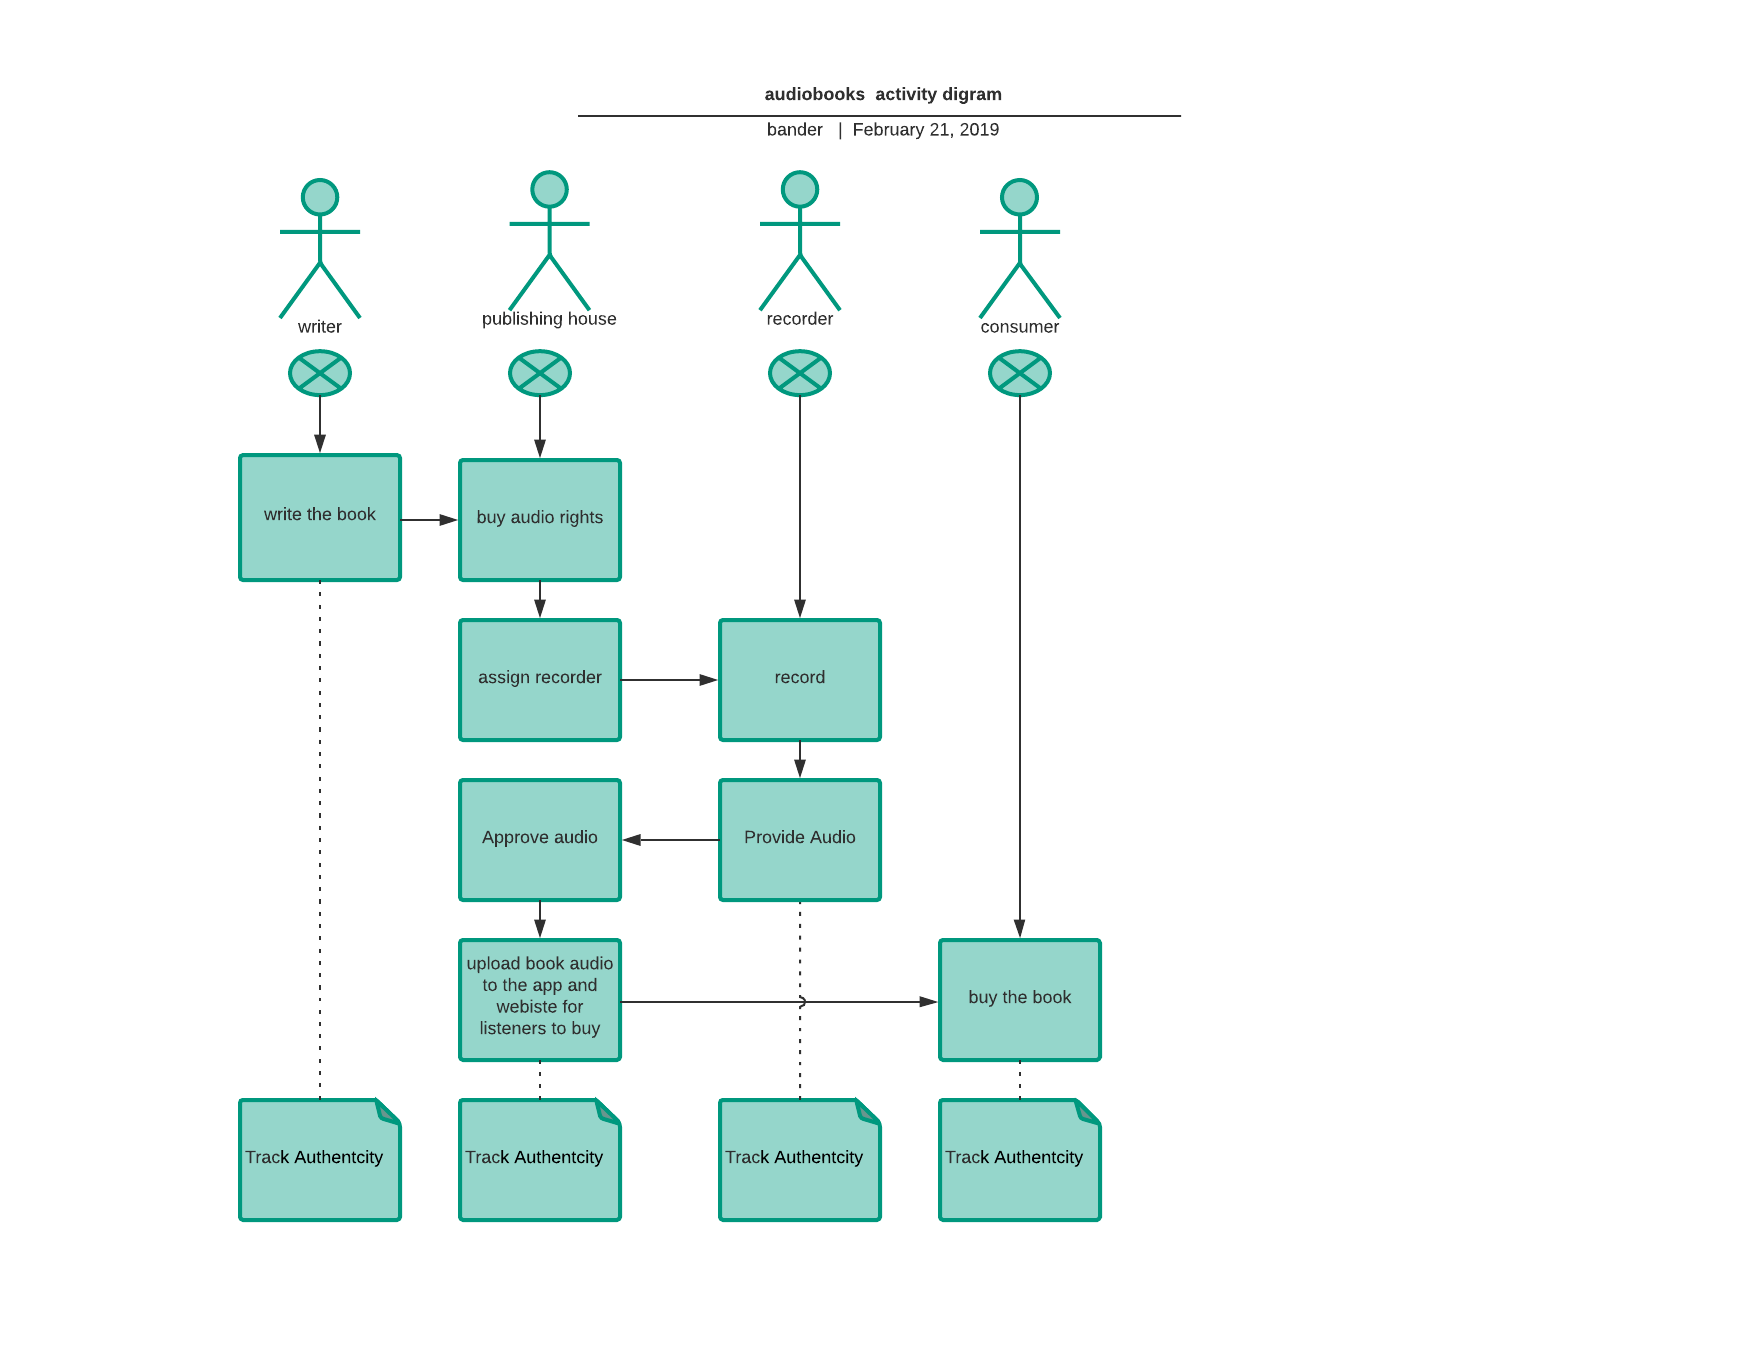 audiobooks  activity digram
bander   |  February 21, 2019
writer
publishing house
recorder
consumer
write the book
buy audio rights
assign recorder
record
Approve audio
Provide Audio
upload book audio
to the app and
webiste for
listeners to buy
buy the book
Track Authentcity
Track Authentcity
Track Authentcity
Track Authentcity